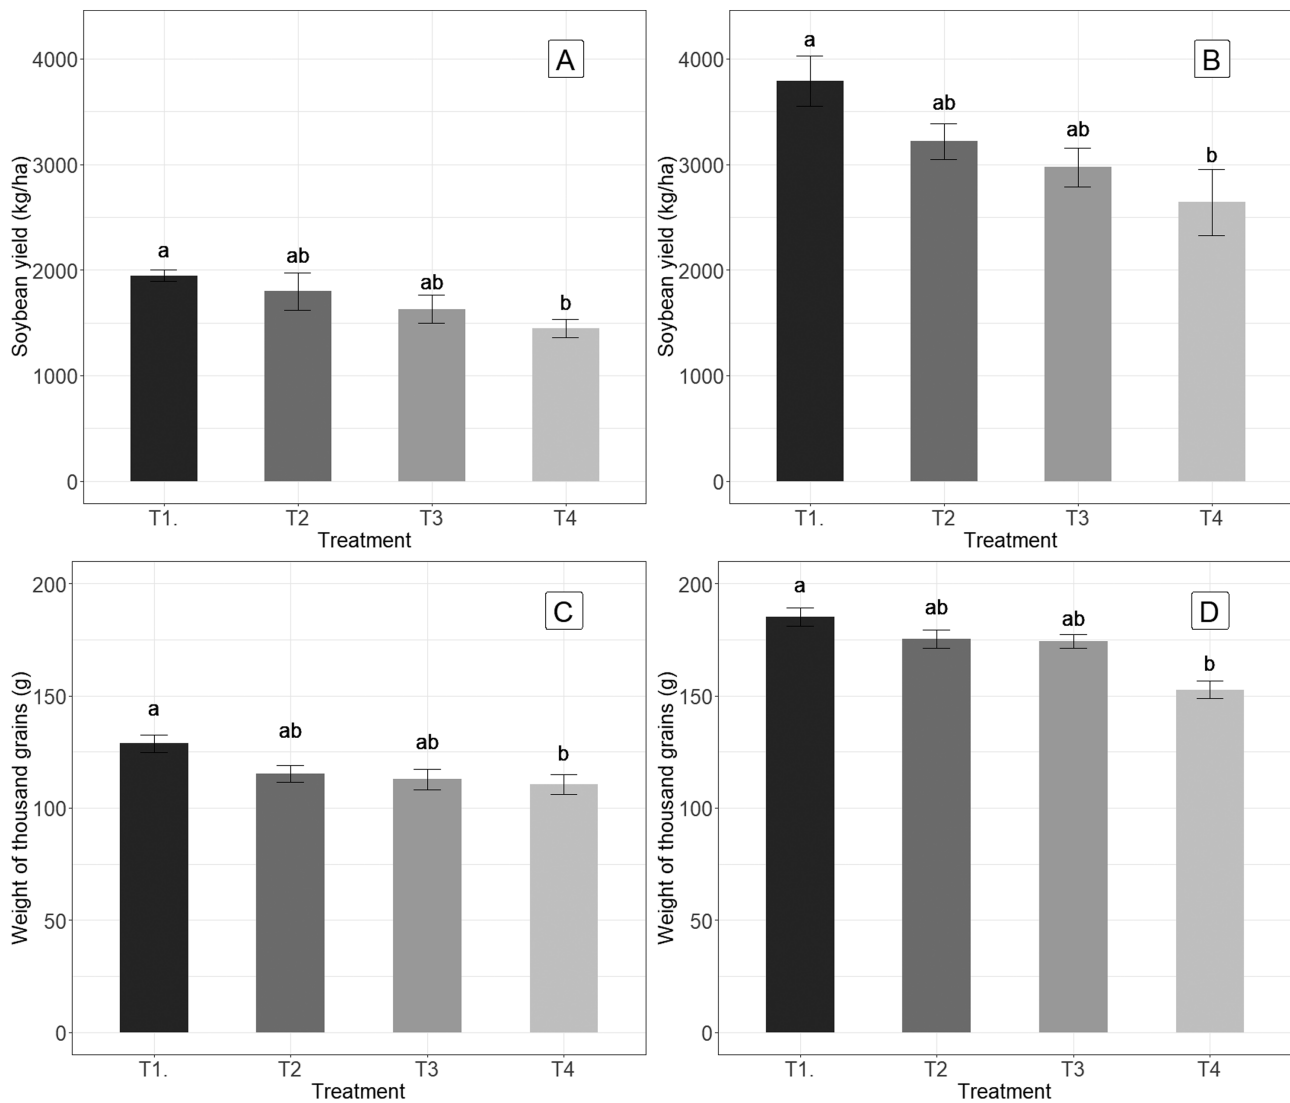 A
Soybean yield (kg/ha)
4000
3000
2000
1000
0
a
ab
ab
b
T1.
T2
T3
T4
Treatment
B
Soybean yield (kg/ha)
4000
3000
2000
1000
0
a
ab
ab
b
T1.
T2
T3
T4
Treatment
C
Weight of thousand grains (g)
200
150
100
50
0
a
ab
ab
b
T1.
T2
T3
T4
Treatment
D
Weight of thousand grains (g)
200
150
100
50
0
a
ab
ab
b
T1.
T2
T3
T4
Treatment